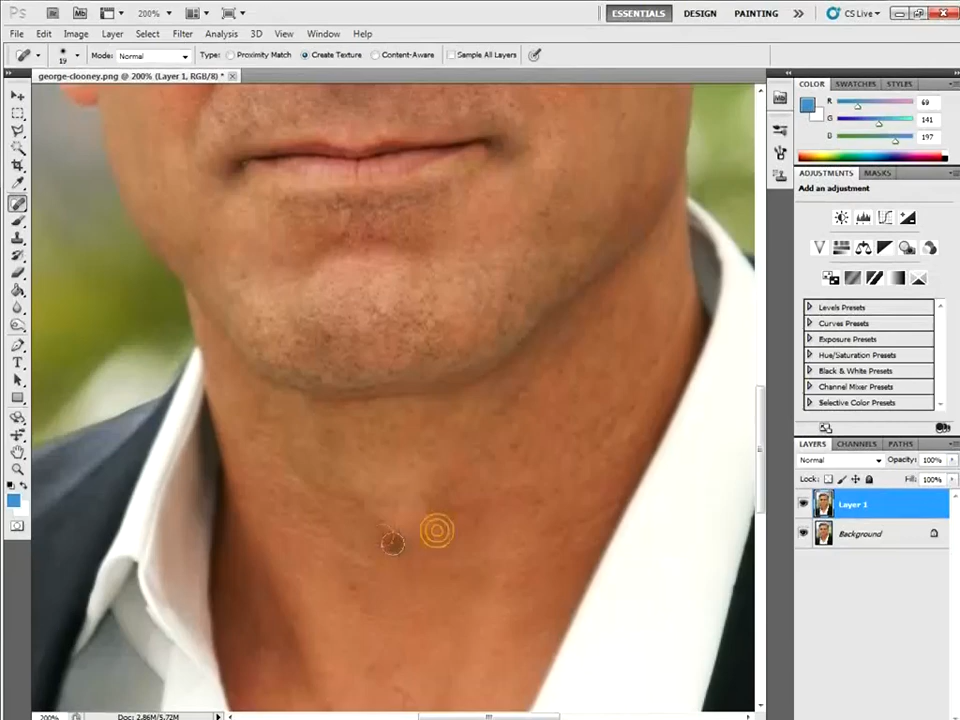 Ps Mb 200% ESSENTIALS DESIGN PAINTING CS Live
File Edit Image Layer Select Filter Analysis 3D View Window Help
19 Mode: Normal Type: Proximity Match Create Texture Content-Aware Sample All Layers
george-clooney.png @ 200% (Layer 1, RGB/8) *
COLOR SWATCHES STYLES
R 69
G 141
B 197
ADJUSTMENTS MASKS
Add an adjustment
Levels Presets
Curves Presets
Exposure Presets
Hue/Saturation Presets
Black & White Presets
Channel Mixer Presets
Selective Color Presets
LAYERS CHANNELS PATHS
Normal Opacity: 100%
Lock: Fill: 100%
Layer 1
Background
200% Doc: 2.86M/5.72M